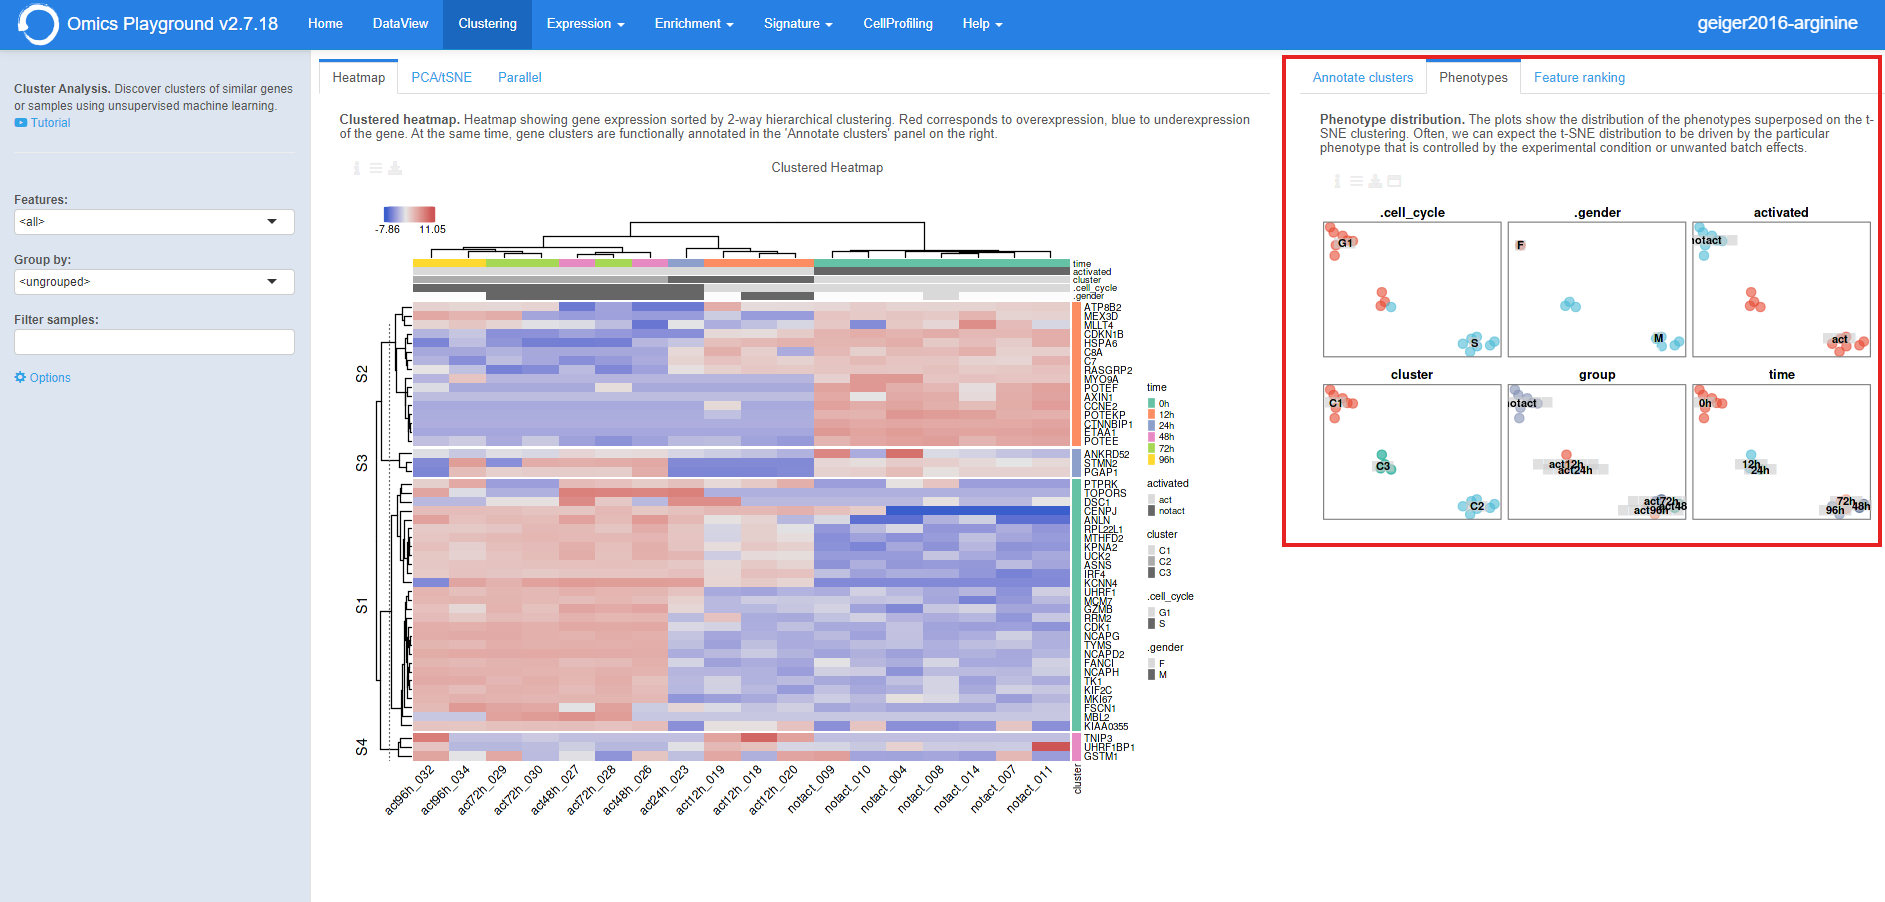 Omics Playground v2.7.18
Home
DataView
Clustering
Expression
Enrichment
Signature
CellProfiling
Help
geiger2016-arginine
Cluster Analysis. Discover clusters of similar genes
or samples using unsupervised machine learning.
Tutorial
Features:
<all>
Group by:
<ungrouped>
Filter samples:
Options
Heatmap
PCA/tSNE
Parallel
Clustered heatmap. Heatmap showing gene expression sorted by 2-way hierarchical clustering. Red corresponds to overexpression, blue to underexpression
of the gene. At the same time, gene clusters are functionally annotated in the 'Annotate clusters' panel on the right.
Clustered Heatmap
-7.86
11.05
time
activated
cluster
.cell_cycle
.gender
S2
S3
S1
S4
ATP8B2
MEX3D
MLLT4
CDKN1B
HSPA6
C8A
C7
RASGRP2
MYO9A
POTEF
AXIN1
CCNE2
POTEKP
CTNNBIP1
ETAA1
POTEE
ANKRD52
STMN2
PGAP1
PTPRK
TOPORS
DSC1
CENPJ
ANLN
RPL22L1
MTHFD2
KPNA2
UCK2
ASNS
IRF4
KCNN4
UHRF1
MCM7
GZMB
RRM2
CDK1
NCAPG
TYMS
NCAPD2
FANCI
NCAPH
TK1
KIF2C
MKI67
FSCN1
MBL2
KIAA0355
TNIP3
UHRF1BP1
GSTM1
act96h_032
act96h_034
act72h_029
act72h_030
act48h_027
act72h_028
act48h_026
act24h_023
act12h_019
act12h_018
act12h_020
notact_009
notact_010
notact_004
notact_008
notact_014
notact_007
notact_011
cluster
time
0h
12h
24h
48h
72h
96h
activated
act
notact
cluster
C1
C2
C3
.cell_cycle
G1
S
.gender
F
M
Annotate clusters
Phenotypes
Feature ranking
Phenotype distribution. The plots show the distribution of the phenotypes superposed on the t-
SNE clustering. Often, we can expect the t-SNE distribution to be driven by the particular
phenotype that is controlled by the experimental condition or unwanted batch effects.
.cell_cycle
G1
S
.gender
F
M
activated
notact
act
cluster
C1
C3
C2
group
notact
act12h
act24h
act72h
act48
act96h
time
0h
12h
24h
72h
48h
96h